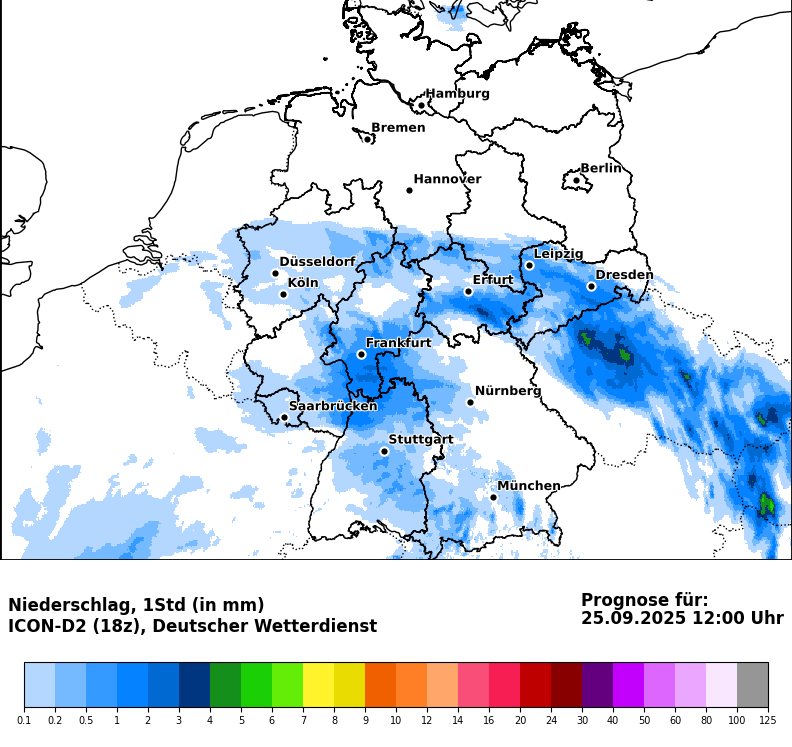 Hamburg
Bremen
Berlin
Hannover
Leipzig
Düsseldorf
Dresden
Köln
Erfurt
Frankfurt
Nürnberg
Saarbrücken
Stuttgart
München
Niederschlag, 1Std (in mm)
ICON-D2 (18z), Deutscher Wetterdienst
Prognose für:
25.09.2025 12:00 Uhr
0.1 0.2 0.5 1 2 3 4 5 6 7 8 9 10 12 14 16 20 24 30 40 50 60 80 100 125